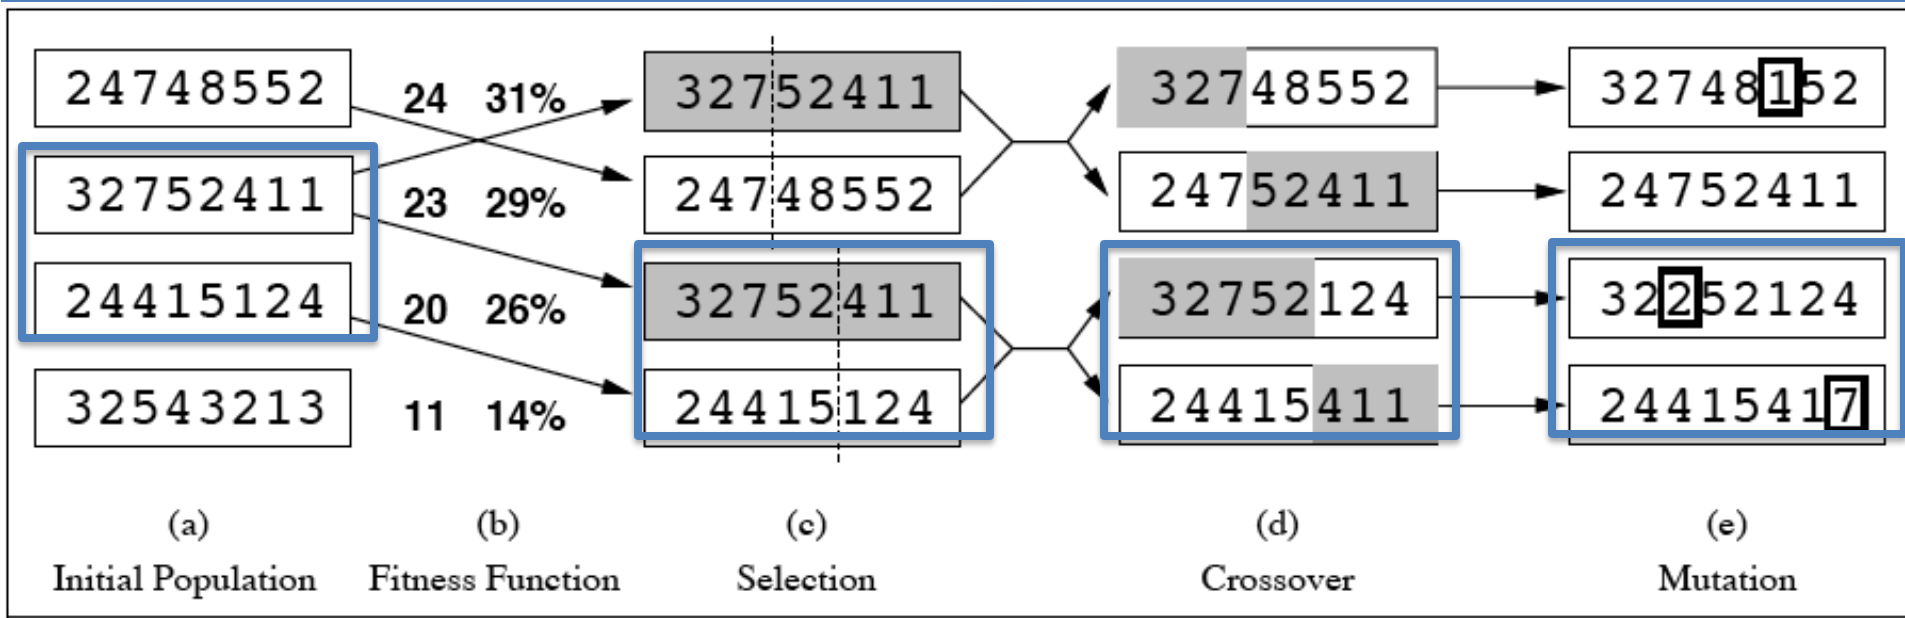 24748552 24 31% 32752411 32748552 32748152
32752411 23 29% 24748552 24752411 24752411
24415124 20 26% 32752411 32752124 32252124
32543213 11 14% 24415124 24415411 24415417
(a) (b) (c) (d) (e)
Initial Population Fitness Function Selection Crossover Mutation